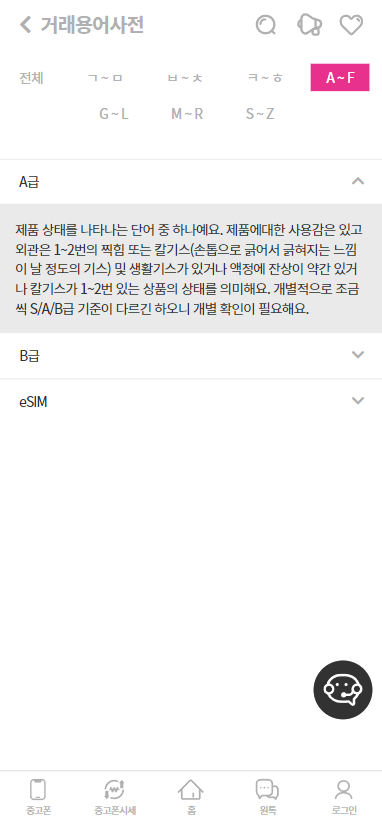 거래용어사전
전체 ㄱ~ㅁ ㅂ~ㅊ ㅋ~ㅎ A~F
G~L M~R S~Z
A급
제품 상태를 나타나는 단어 중 하나예요. 제품에대한 사용감은 있고
외관은 1~2번의 찍힘 또는 칼기스(손톱으로 긁어서 긁혀지는 느낌
이 날 정도의 기스) 및 생활기스가 있거나 액정에 잔상이 약간 있거
나 칼기스가 1~2번 있는 상품의 상태를 의미해요. 개별적으로 조금
씩 S/A/B급 기준이 다르긴 하오니 개별 확인이 필요해요.
B급
eSIM
중고폰 중고폰시세 홈 원톡 로그인